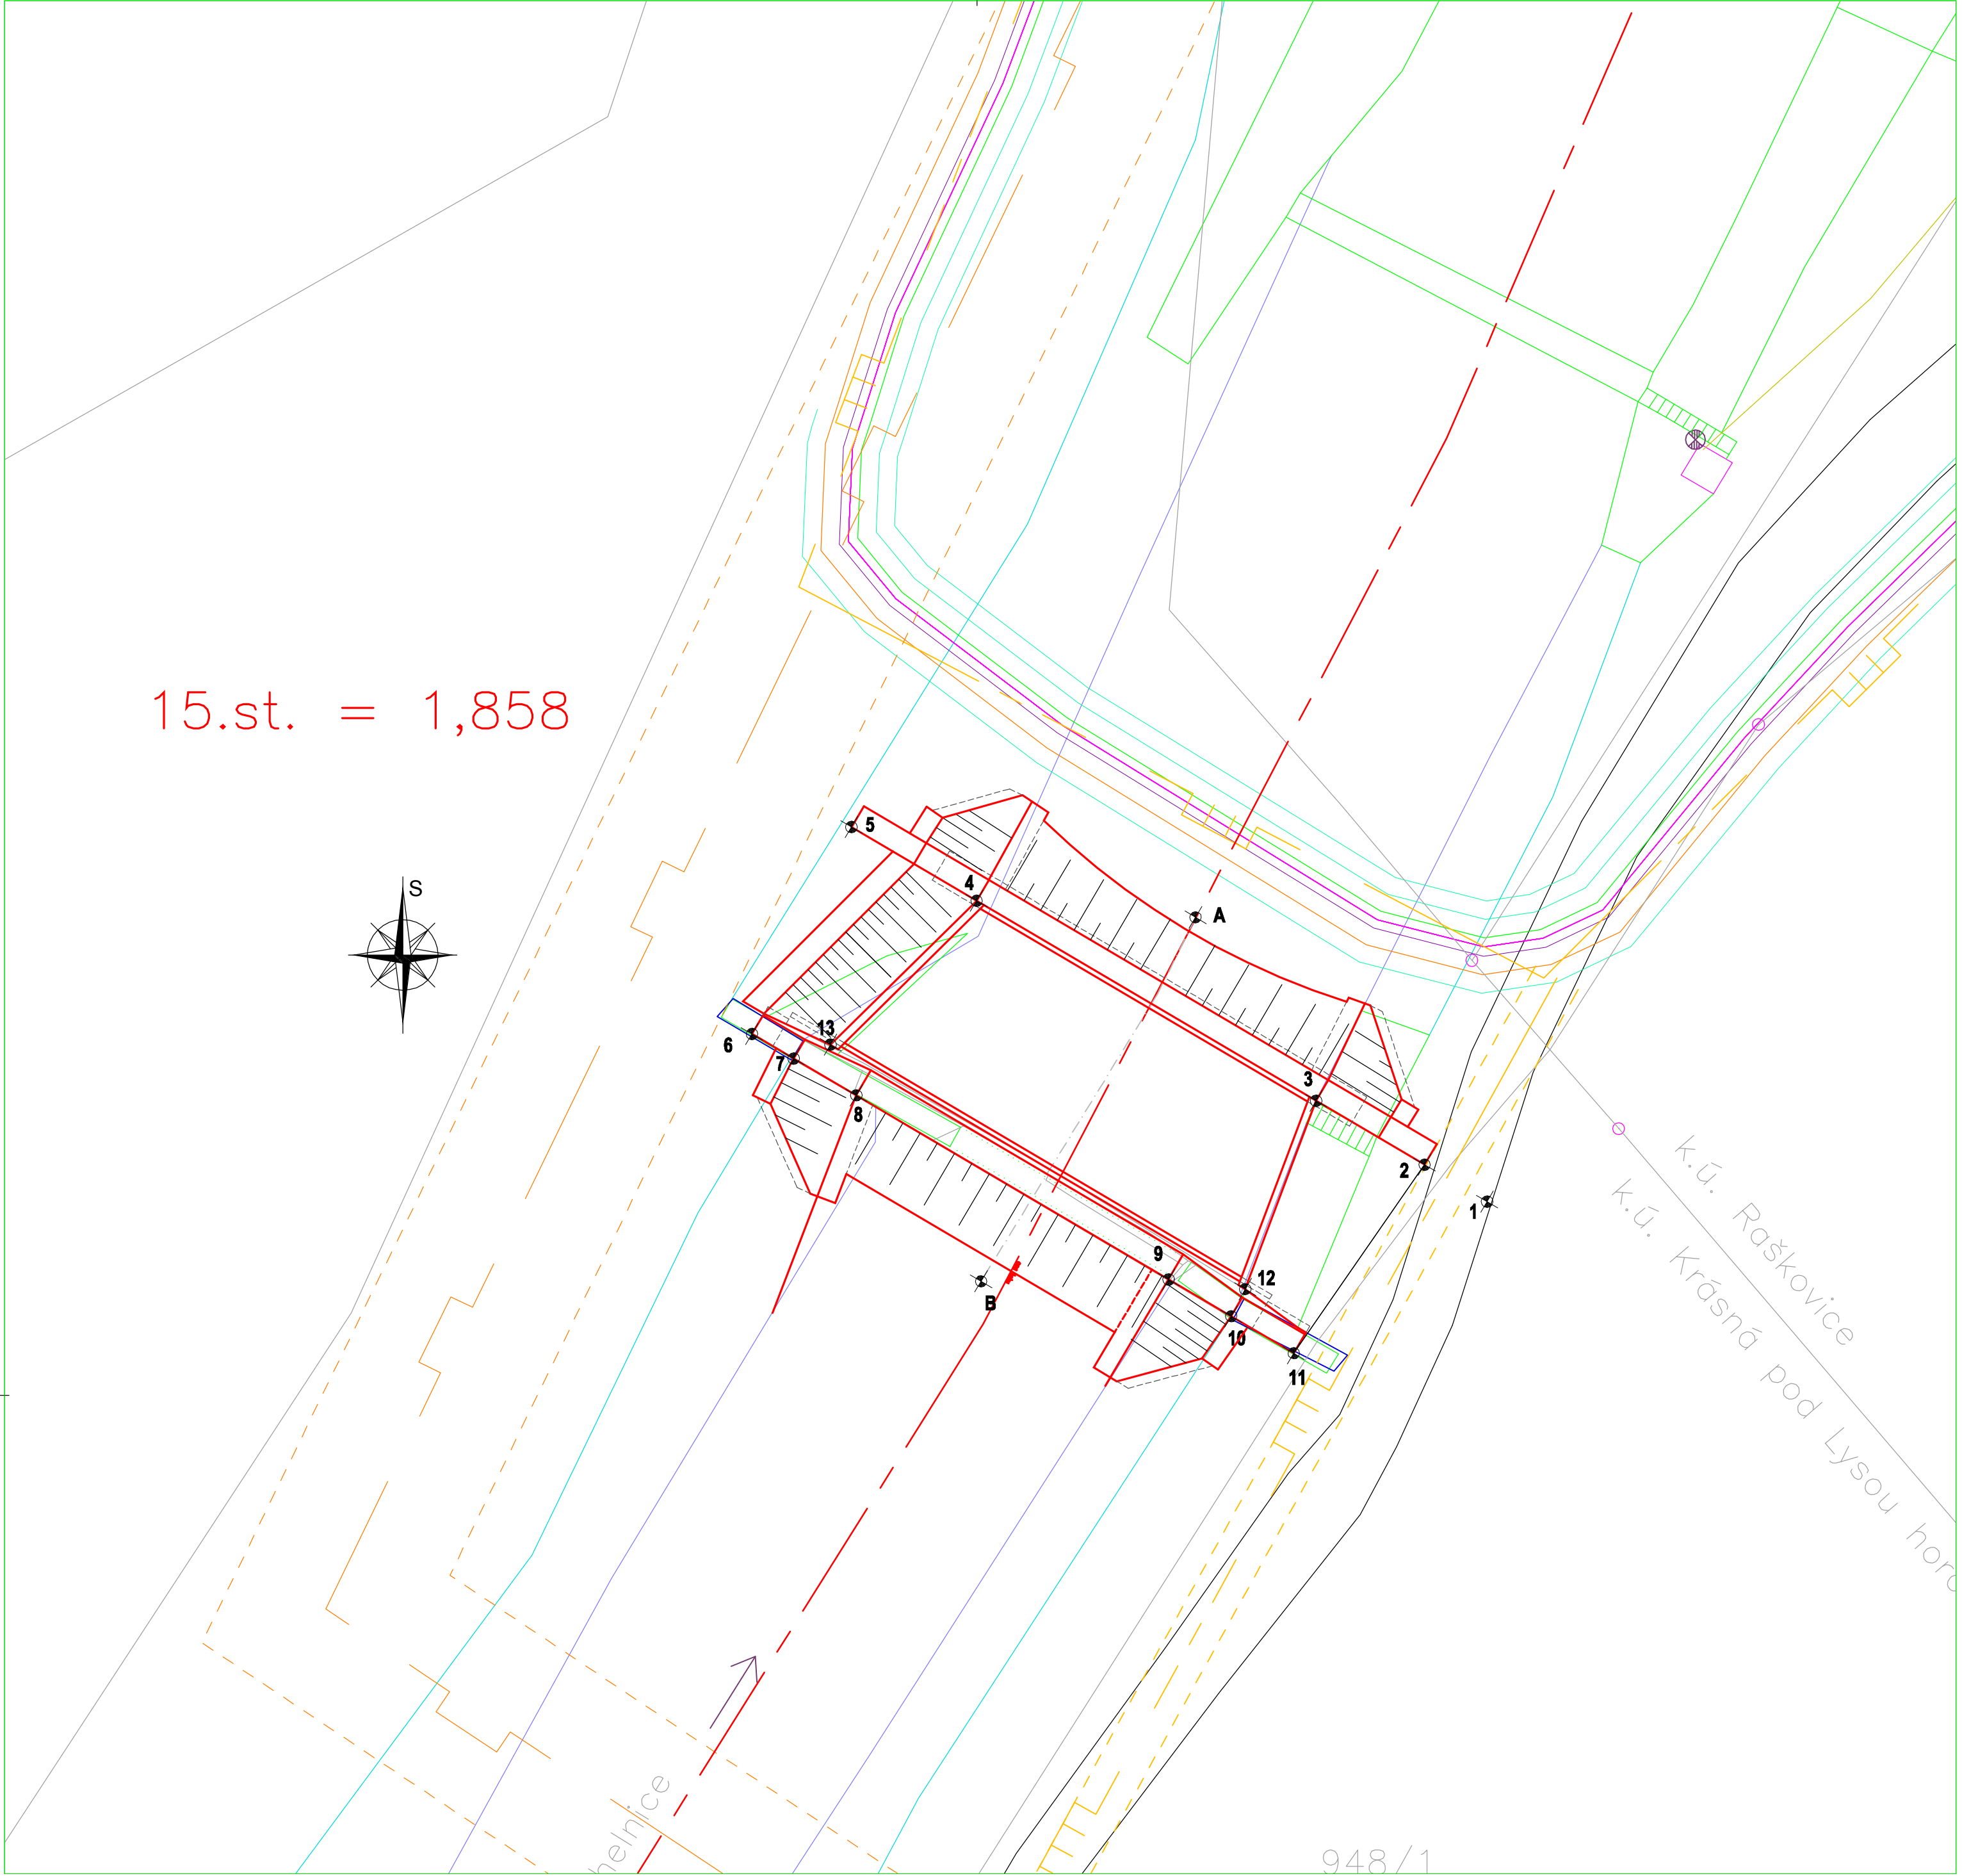 15.st. = 1,858
S
5
4
A
13
6
7
3
8
2
1
9
12
B
10
11
k.ú. Raškovice
k.ú. Krásná pod Lysou
948/1